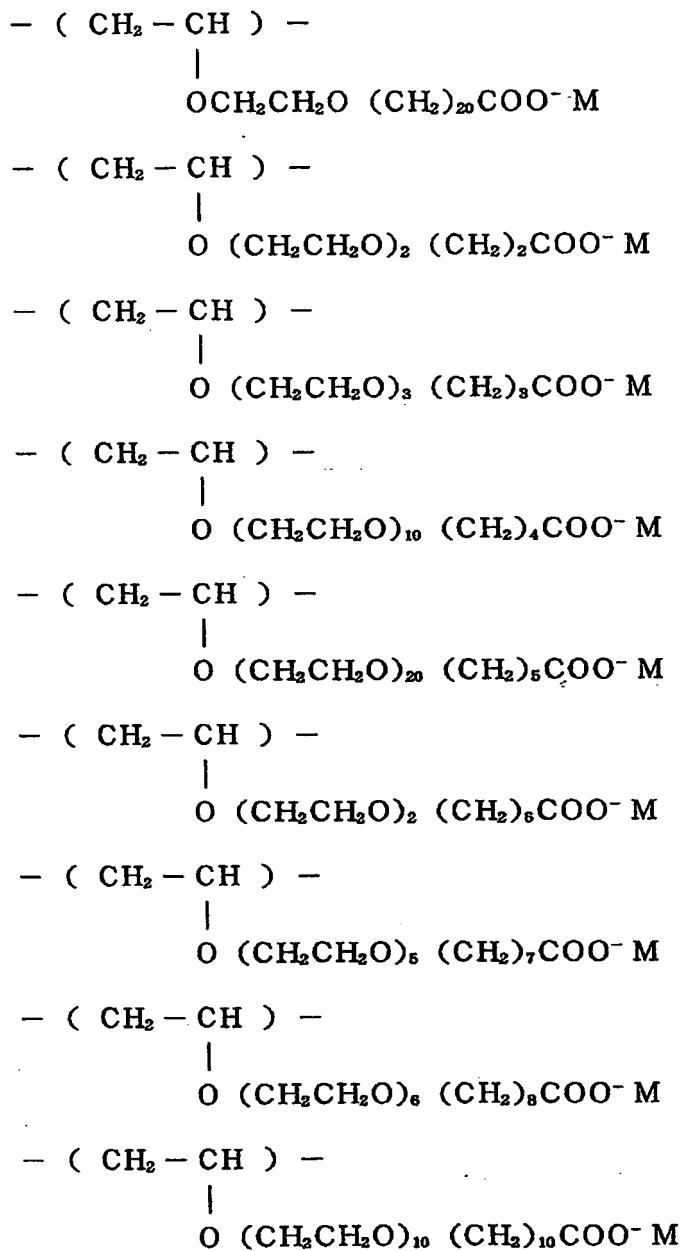 — ( CH₂ — CH ) —
|
OCH₂CH₂O (CH₂)₂₀COO⁻ M
— ( CH₂ — CH ) —
|
O (CH₂CH₂O)₂ (CH₂)₂COO⁻ M
— ( CH₂ — CH ) —
|
O (CH₂CH₂O)₃ (CH₂)₃COO⁻ M
— ( CH₂ — CH ) —
|
O (CH₂CH₂O)₁₀ (CH₂)₄COO⁻ M
— ( CH₂ — CH ) —
|
O (CH₂CH₂O)₂₀ (CH₂)₅COO⁻ M
— ( CH₂ — CH ) —
|
O (CH₂CH₂O)₂ (CH₂)₆COO⁻ M
— ( CH₂ — CH ) —
|
O (CH₂CH₂O)₅ (CH₂)₇COO⁻ M
— ( CH₂ — CH ) —
|
O (CH₂CH₂O)₆ (CH₂)₈COO⁻ M
— ( CH₂ — CH ) —
|
O (CH₂CH₂O)₁₀ (CH₂)₁₀COO⁻ M